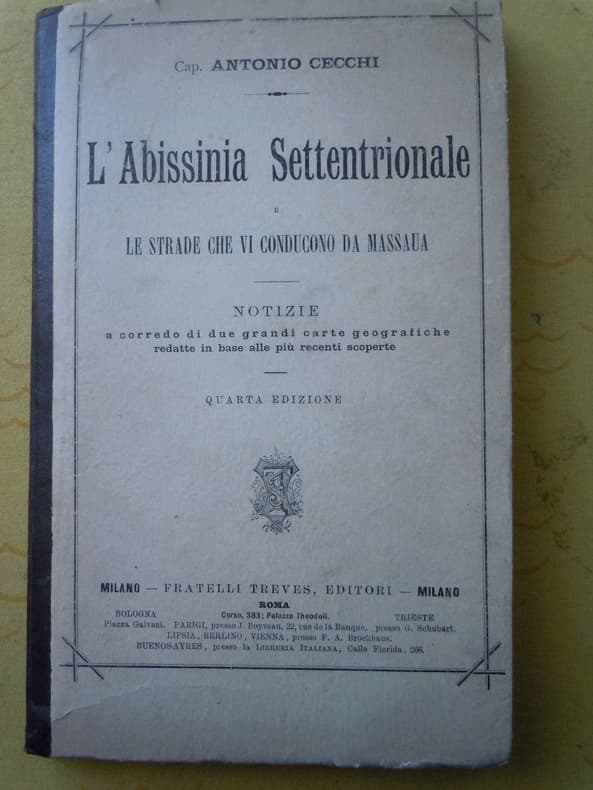 Cap. ANTONIO CECCHI
L'Abissinia Settentrionale
E
LE STRADE CHE VI CONDUCONO DA MASSAUA
NOTIZIE
a corredo di due grandi carte geografiche
redatte in base alle più recenti scoperte
QUARTA EDIZIONE
MILANO — FRATELLI TREVES, EDITORI — MILANO
ROMA
BOLOGNA Corso, 383; Palazzo Theodoli. TRIESTE
Piazza Galvani. PARIGI, presso J. Boyveau, 22, rue de la Banque. presso G. Schubart.
LIPSIA, BERLINO, VIENNA, presso F. A. Brockhaus.
BUENOS-AYRES, presso la LIBRERIA ITALIANA, Calle Florida, 266.